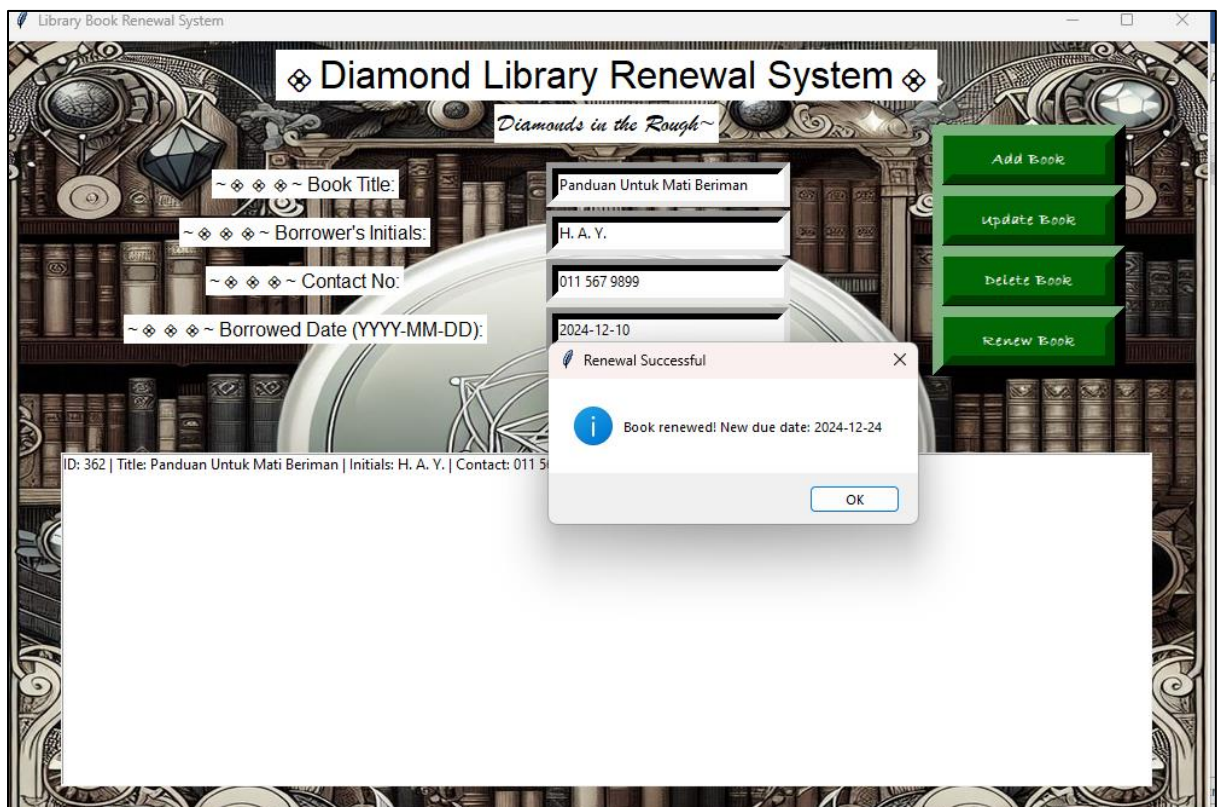 Library Book Renewal System
Diamond Library Renewal System
Diamonds in the Rough~
Add Book
~ ~ Book Title:
Panduan Untuk Mati Beriman
Update Book
~ ~ Borrower's Initials:
H. A. Y.
Delete Book
~ ~ Contact No:
011 567 9899
~ ~ Borrowed Date (YYYY-MM-DD):
2024-12-10
Renew Book
Renewal Successful
Book renewed! New due date: 2024-12-24
OK
ID: 362 | Title: Panduan Untuk Mati Beriman | Initials: H. A. Y. | Contact: 011